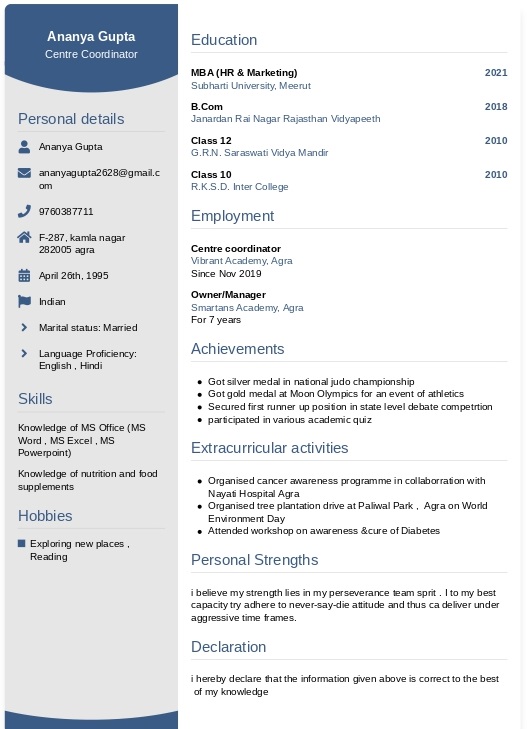 Ananya Gupta
Centre Coordinator
Personal details
Ananya Gupta
ananyagupta2628@gmail.c
om
9760387711
F-287, kamla nagar
282005 agra
April 26th, 1995
Indian
Marital status: Married
Language Proficiency:
English , Hindi
Skills
Knowledge of MS Office (MS
Word , MS Excel , MS
Powerpoint)
Knowledge of nutrition and food
supplements
Hobbies
Exploring new places ,
Reading
Education
MBA (HR & Marketing) 2021
Subharti University, Meerut
B.Com 2018
Janardan Rai Nagar Rajasthan Vidyapeeth
Class 12 2010
G.R.N. Saraswati Vidya Mandir
Class 10 2010
R.K.S.D. Inter College
Employment
Centre coordinator
Vibrant Academy, Agra
Since Nov 2019
Owner/Manager
Smartans Academy, Agra
For 7 years
Achievements
Got silver medal in national judo championship
Got gold medal at Moon Olympics for an event of athletics
Secured first runner up position in state level debate competrtion
participated in various academic quiz
Extracurricular activities
Organised cancer awareness programme in collaborration with
Nayati Hospital Agra
Organised tree plantation drive at Paliwal Park , Agra on World
Environment Day
Attended workshop on awareness &cure of Diabetes
Personal Strengths
i believe my strength lies in my perseverance team sprit . I to my best
capacity try adhere to never-say-die attitude and thus ca deliver under
aggressive time frames.
Declaration
i hereby declare that the information given above is correct to the best
of my knowledge